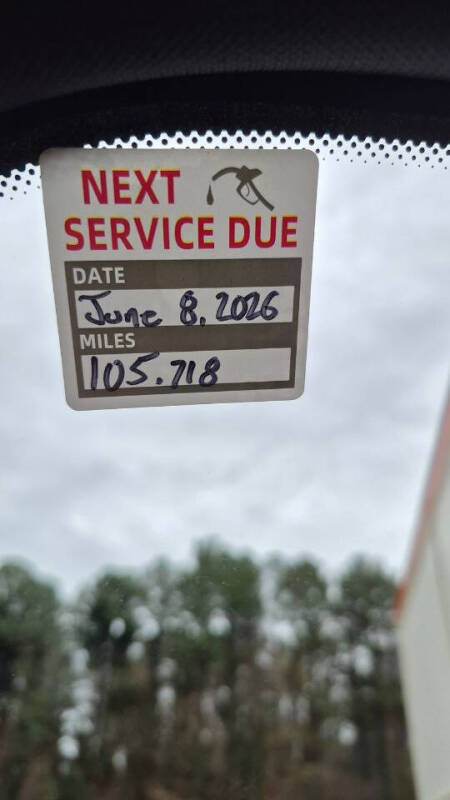 NEXT
SERVICE DUE
DATE
June 8, 2026
MILES
105.718